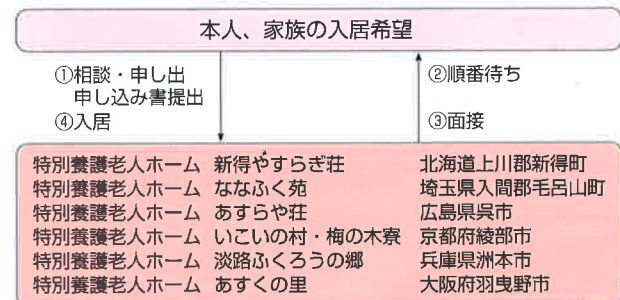 本人、家族の入居希望
①相談・申し出
申し込み書提出
④入居
②順番待ち
③面接
特別養護老人ホーム 新得やすらぎ荘 北海道上川郡新得町
特別養護老人ホーム ななふく苑 埼玉県入間郡毛呂山町
特別養護老人ホーム あすらや荘 広島県呉市
特別養護老人ホーム いこいの村・梅の木寮 京都府綾部市
特別養護老人ホーム 淡路ふくろうの郷 兵庫県洲本市
特別養護老人ホーム あすくの里 大阪府羽曳野市